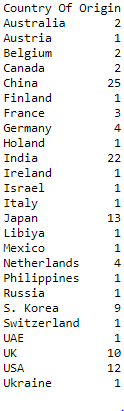 Country Of Origin
Australia 2
Austria 1
Belgium 2
Canada 2
China 25
Finland 1
France 3
Germany 4
Holand 1
India 22
Ireland 1
Israel 1
Italy 1
Japan 13
Libiya 1
Mexico 1
Netherlands 4
Philippines 1
Russia 1
S. Korea 9
Switzerland 1
UAE 1
UK 10
USA 12
Ukraine 1